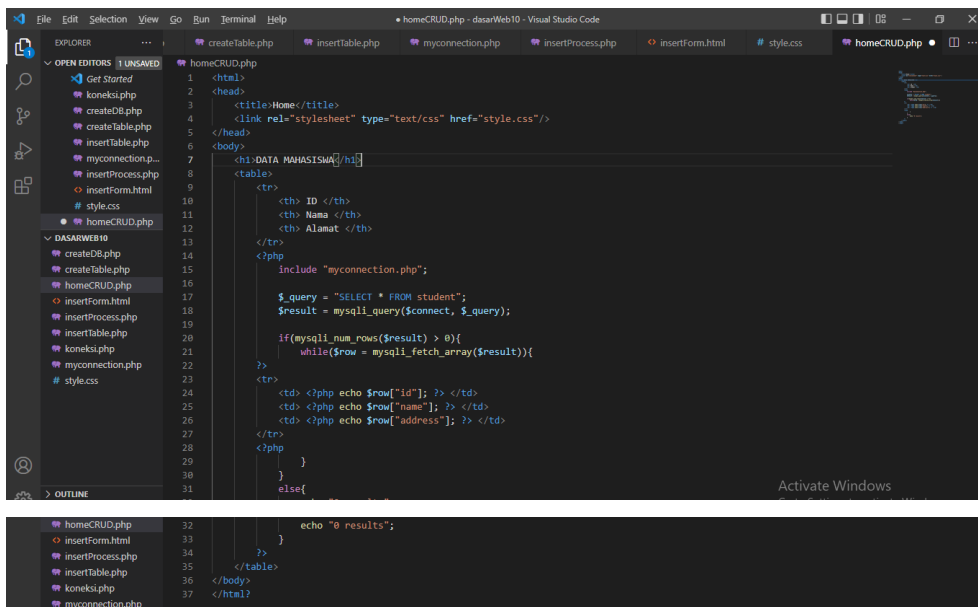 File Edit Selection View Go Run Terminal Help
● homeCRUD.php - dasarWeb10 - Visual Studio Code
EXPLORER
createTable.php insertTable.php myconnection.php insertProcess.php insertForm.html style.css homeCRUD.php ●
OPEN EDITORS 1 UNSAVED
Get Started
koneksi.php
createDB.php
createTable.php
insertTable.php
myconnection.p...
insertProcess.php
insertForm.html
# style.css
● homeCRUD.php
DASARWEB10
createDB.php
createTable.php
homeCRUD.php
insertForm.html
insertProcess.php
insertTable.php
koneksi.php
myconnection.php
# style.css
> OUTLINE
homeCRUD.php
1 <html>
2 <head>
3 <title>Home</title>
4 <link rel="stylesheet" type="text/css" href="style.css"/>
5 </head>
6 <body>
7 <h1>DATA MAHASISWA</h1>
8 <table>
9 <tr>
10 <th> ID </th>
11 <th> Nama </th>
12 <th> Alamat </th>
13 </tr>
14 <?php
15 include "myconnection.php";
16
17 $_query = "SELECT * FROM student";
18 $result = mysqli_query($connect, $_query);
19
20 if(mysqli_num_rows($result) > 0){
21 while($row = mysqli_fetch_array($result)){
22 ?>
23 <tr>
24 <td> <?php echo $row["id"]; ?> </td>
25 <td> <?php echo $row["name"]; ?> </td>
26 <td> <?php echo $row["address"]; ?> </td>
27 </tr>
28 <?php
29 }
30 }
31 else{
Activate Windows
homeCRUD.php
insertForm.html
insertProcess.php
insertTable.php
koneksi.php
myconnection.php
32 echo "0 results";
33 }
34 ?>
35 </table>
36 </body>
37 </html?